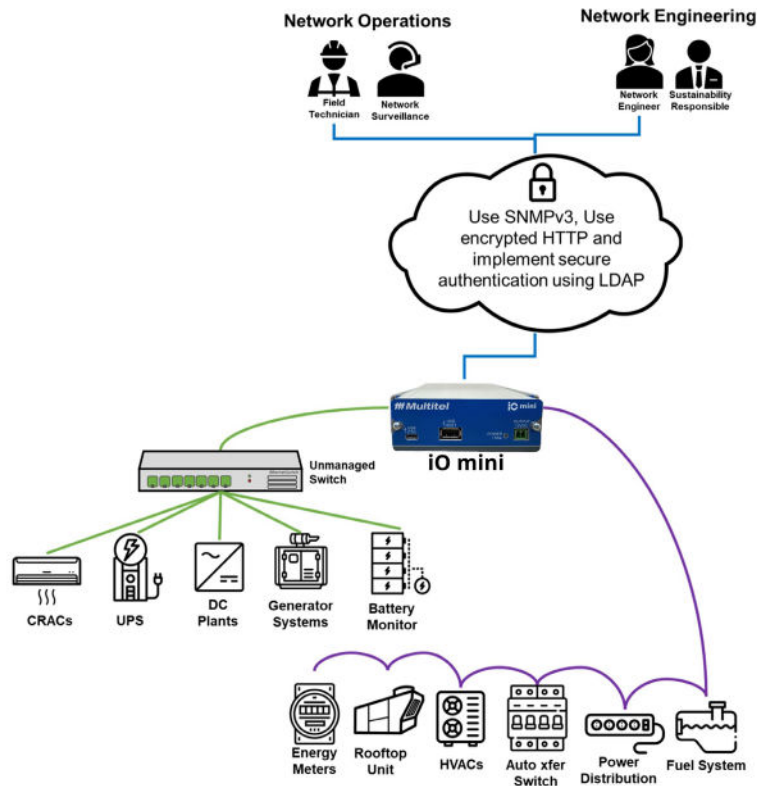 Network Operations
Network Engineering
Field
Technician
Network
Surveillance
Network
Engineer
Sustainability
Responsible
Use SNMPv3, Use
encrypted HTTP and
implement secure
authentication using LDAP
Multitel
iO mini
iO mini
Unmanaged
Switch
CRACs
UPS
DC
Plants
Generator
Systems
Battery
Monitor
Energy
Meters
Rooftop
Unit
HVACs
Auto xfer
Switch
Power
Distribution
Fuel System